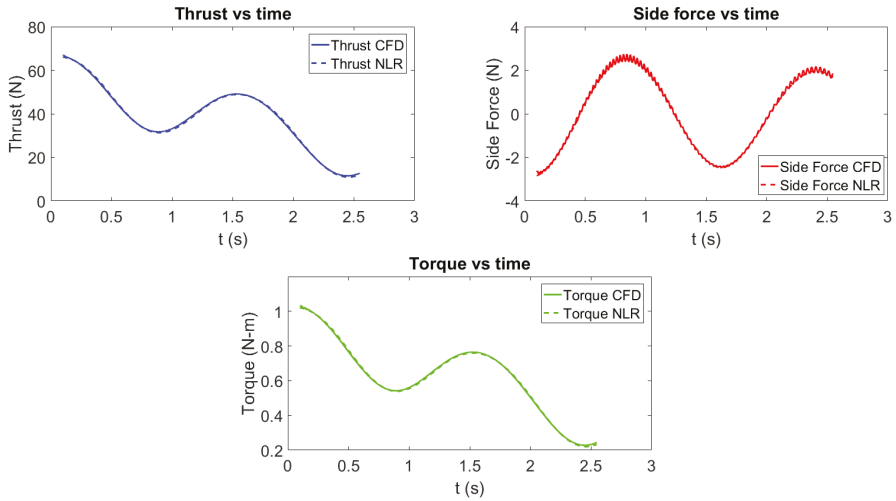 Thrust vs time
80
60
40
20
0
Thrust (N)
0 0.5 1 1.5 2 2.5 3
t (s)
Thrust CFD
Thrust NLR
Side force vs time
4
2
0
-2
-4
Side Force (N)
0 0.5 1 1.5 2 2.5 3
t (s)
Side Force CFD
Side Force NLR
Torque vs time
1
0.8
0.6
0.4
0.2
Torque (N-m)
0 0.5 1 1.5 2 2.5 3
t (s)
Torque CFD
Torque NLR